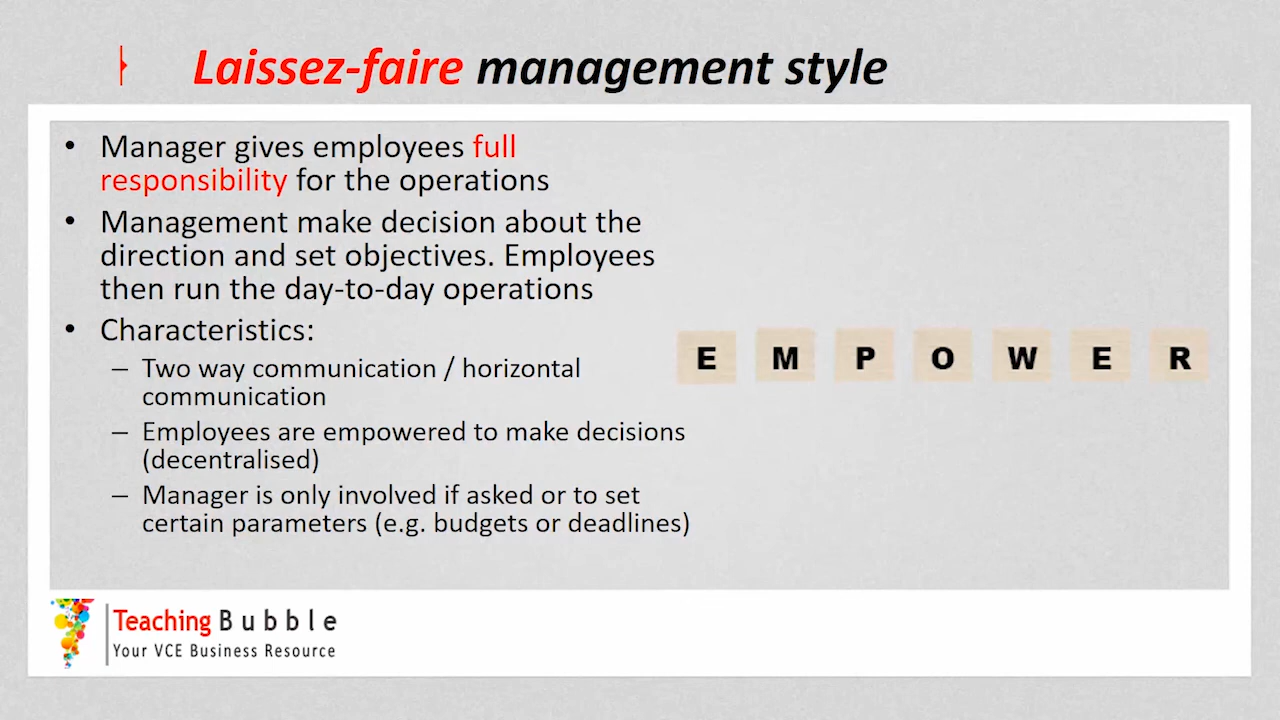 Laissez-faire management style
• Manager gives employees full
responsibility for the operations
• Management make decision about the
direction and set objectives. Employees
then run the day-to-day operations
• Characteristics:
– Two way communication / horizontal
communication
– Employees are empowered to make decisions
(decentralised)
– Manager is only involved if asked or to set
certain parameters (e.g. budgets or deadlines)
E M P O W E R
Teaching Bubble
Your VCE Business Resource